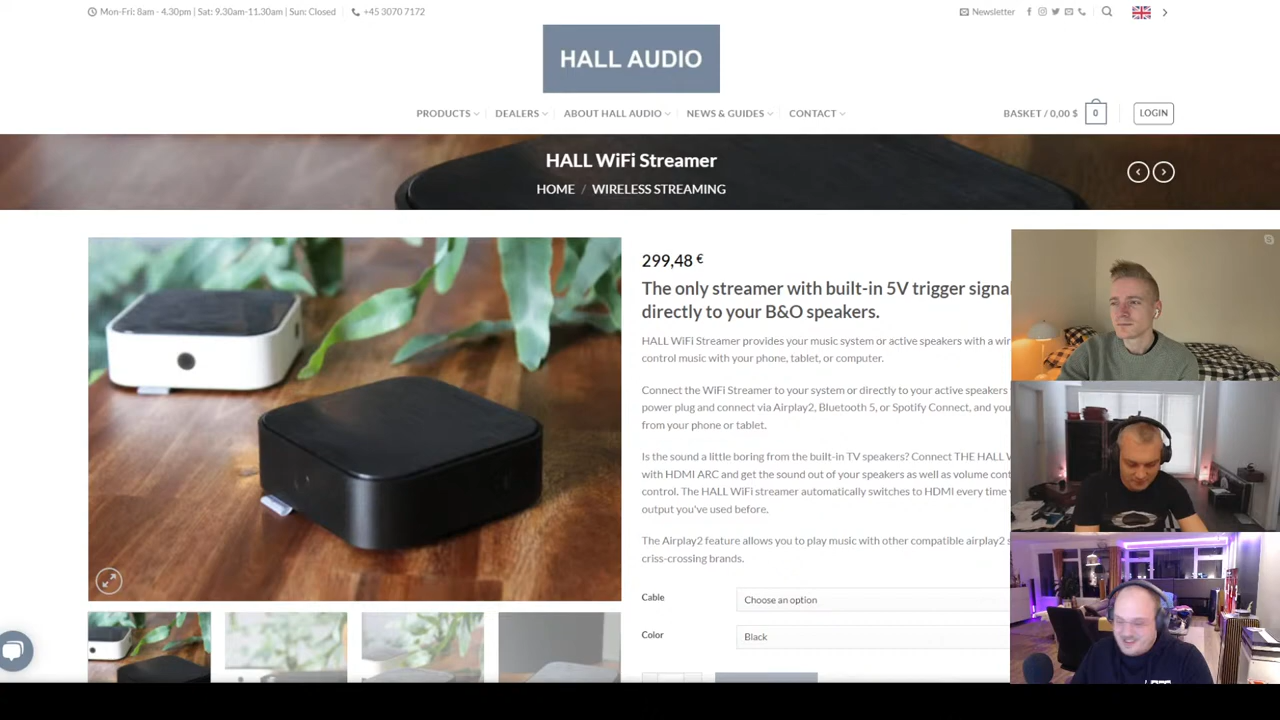 Mon-Fri: 8am - 4.30pm | Sat: 9.30am-11.30am | Sun: Closed
+45 3070 7172
Newsletter
HALL AUDIO
PRODUCTS
DEALERS
ABOUT HALL AUDIO
NEWS & GUIDES
CONTACT
BASKET / 0,00 $
0
LOGIN
HALL WiFi Streamer
HOME / WIRELESS STREAMING
299,48 €
The only streamer with built-in 5V trigger signal
directly to your B&O speakers.
HALL WiFi Streamer provides your music system or active speakers with a
control music with your phone, tablet, or computer.
Connect the WiFi Streamer to your system or directly to your active speakers
power plug and connect via Airplay2, Bluetooth 5, or Spotify Connect, and
from your phone or tablet.
Is the sound a little boring from the built-in TV speakers? Connect THE HALL
with HDMI ARC and get the sound out of your speakers as well as volume
control. The HALL WiFi streamer automatically switches to HDMI every time
output you've used before.
The Airplay2 feature allows you to play music with other compatible airplay2
criss-crossing brands.
Cable
Choose an option
Color
Black